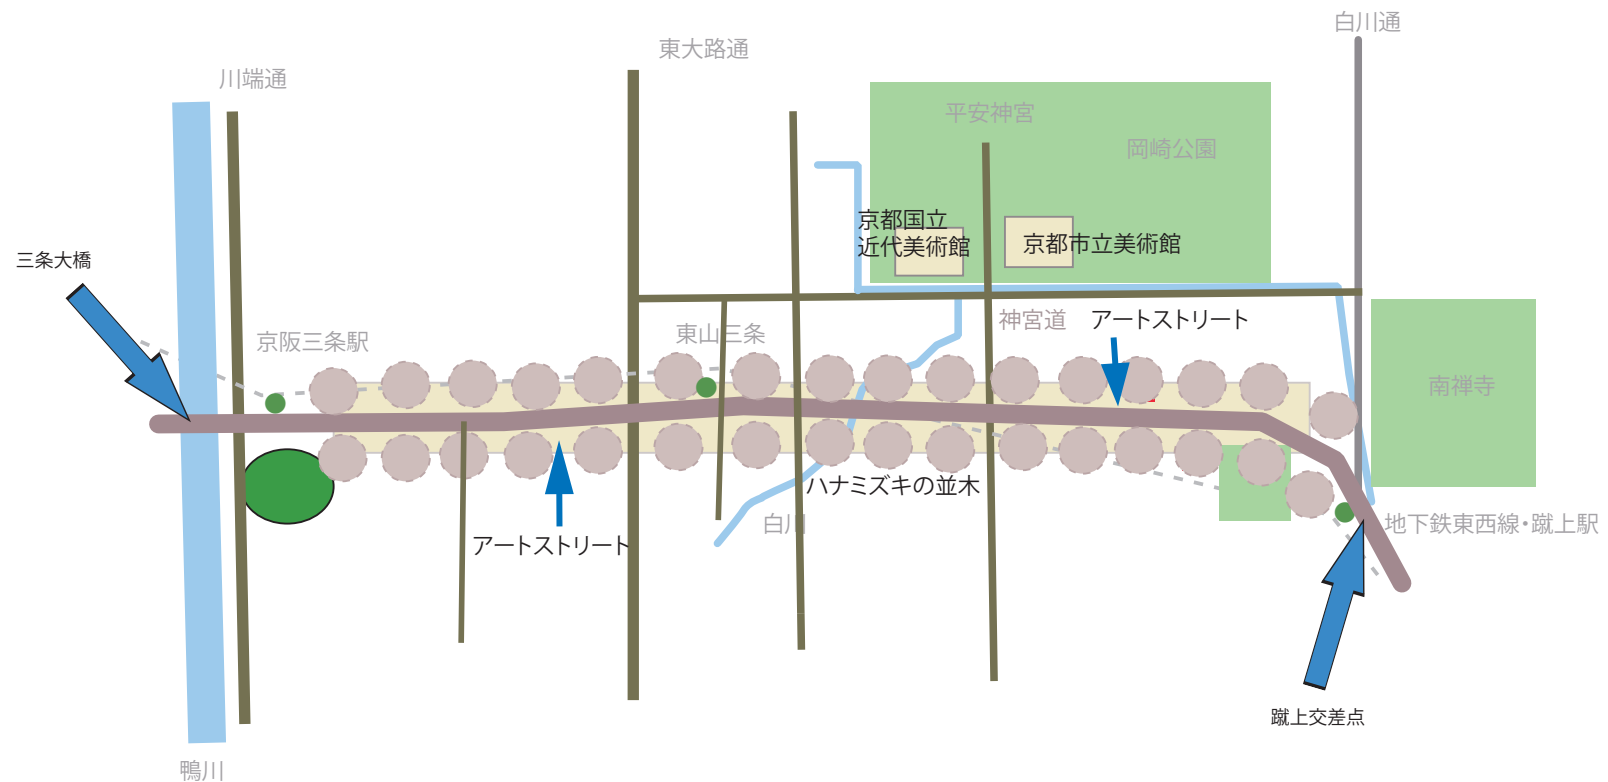 白川通
東大路通
川端通
平安神宮
岡崎公園
京都国立
近代美術館
京都市立美術館
三条大橋
京阪三条駅
東山三条
神宮道
アートストリート
南禅寺
ハナミズキの並木
白川
地下鉄東西線・蹴上駅
アートストリート
蹴上交差点
鴨川